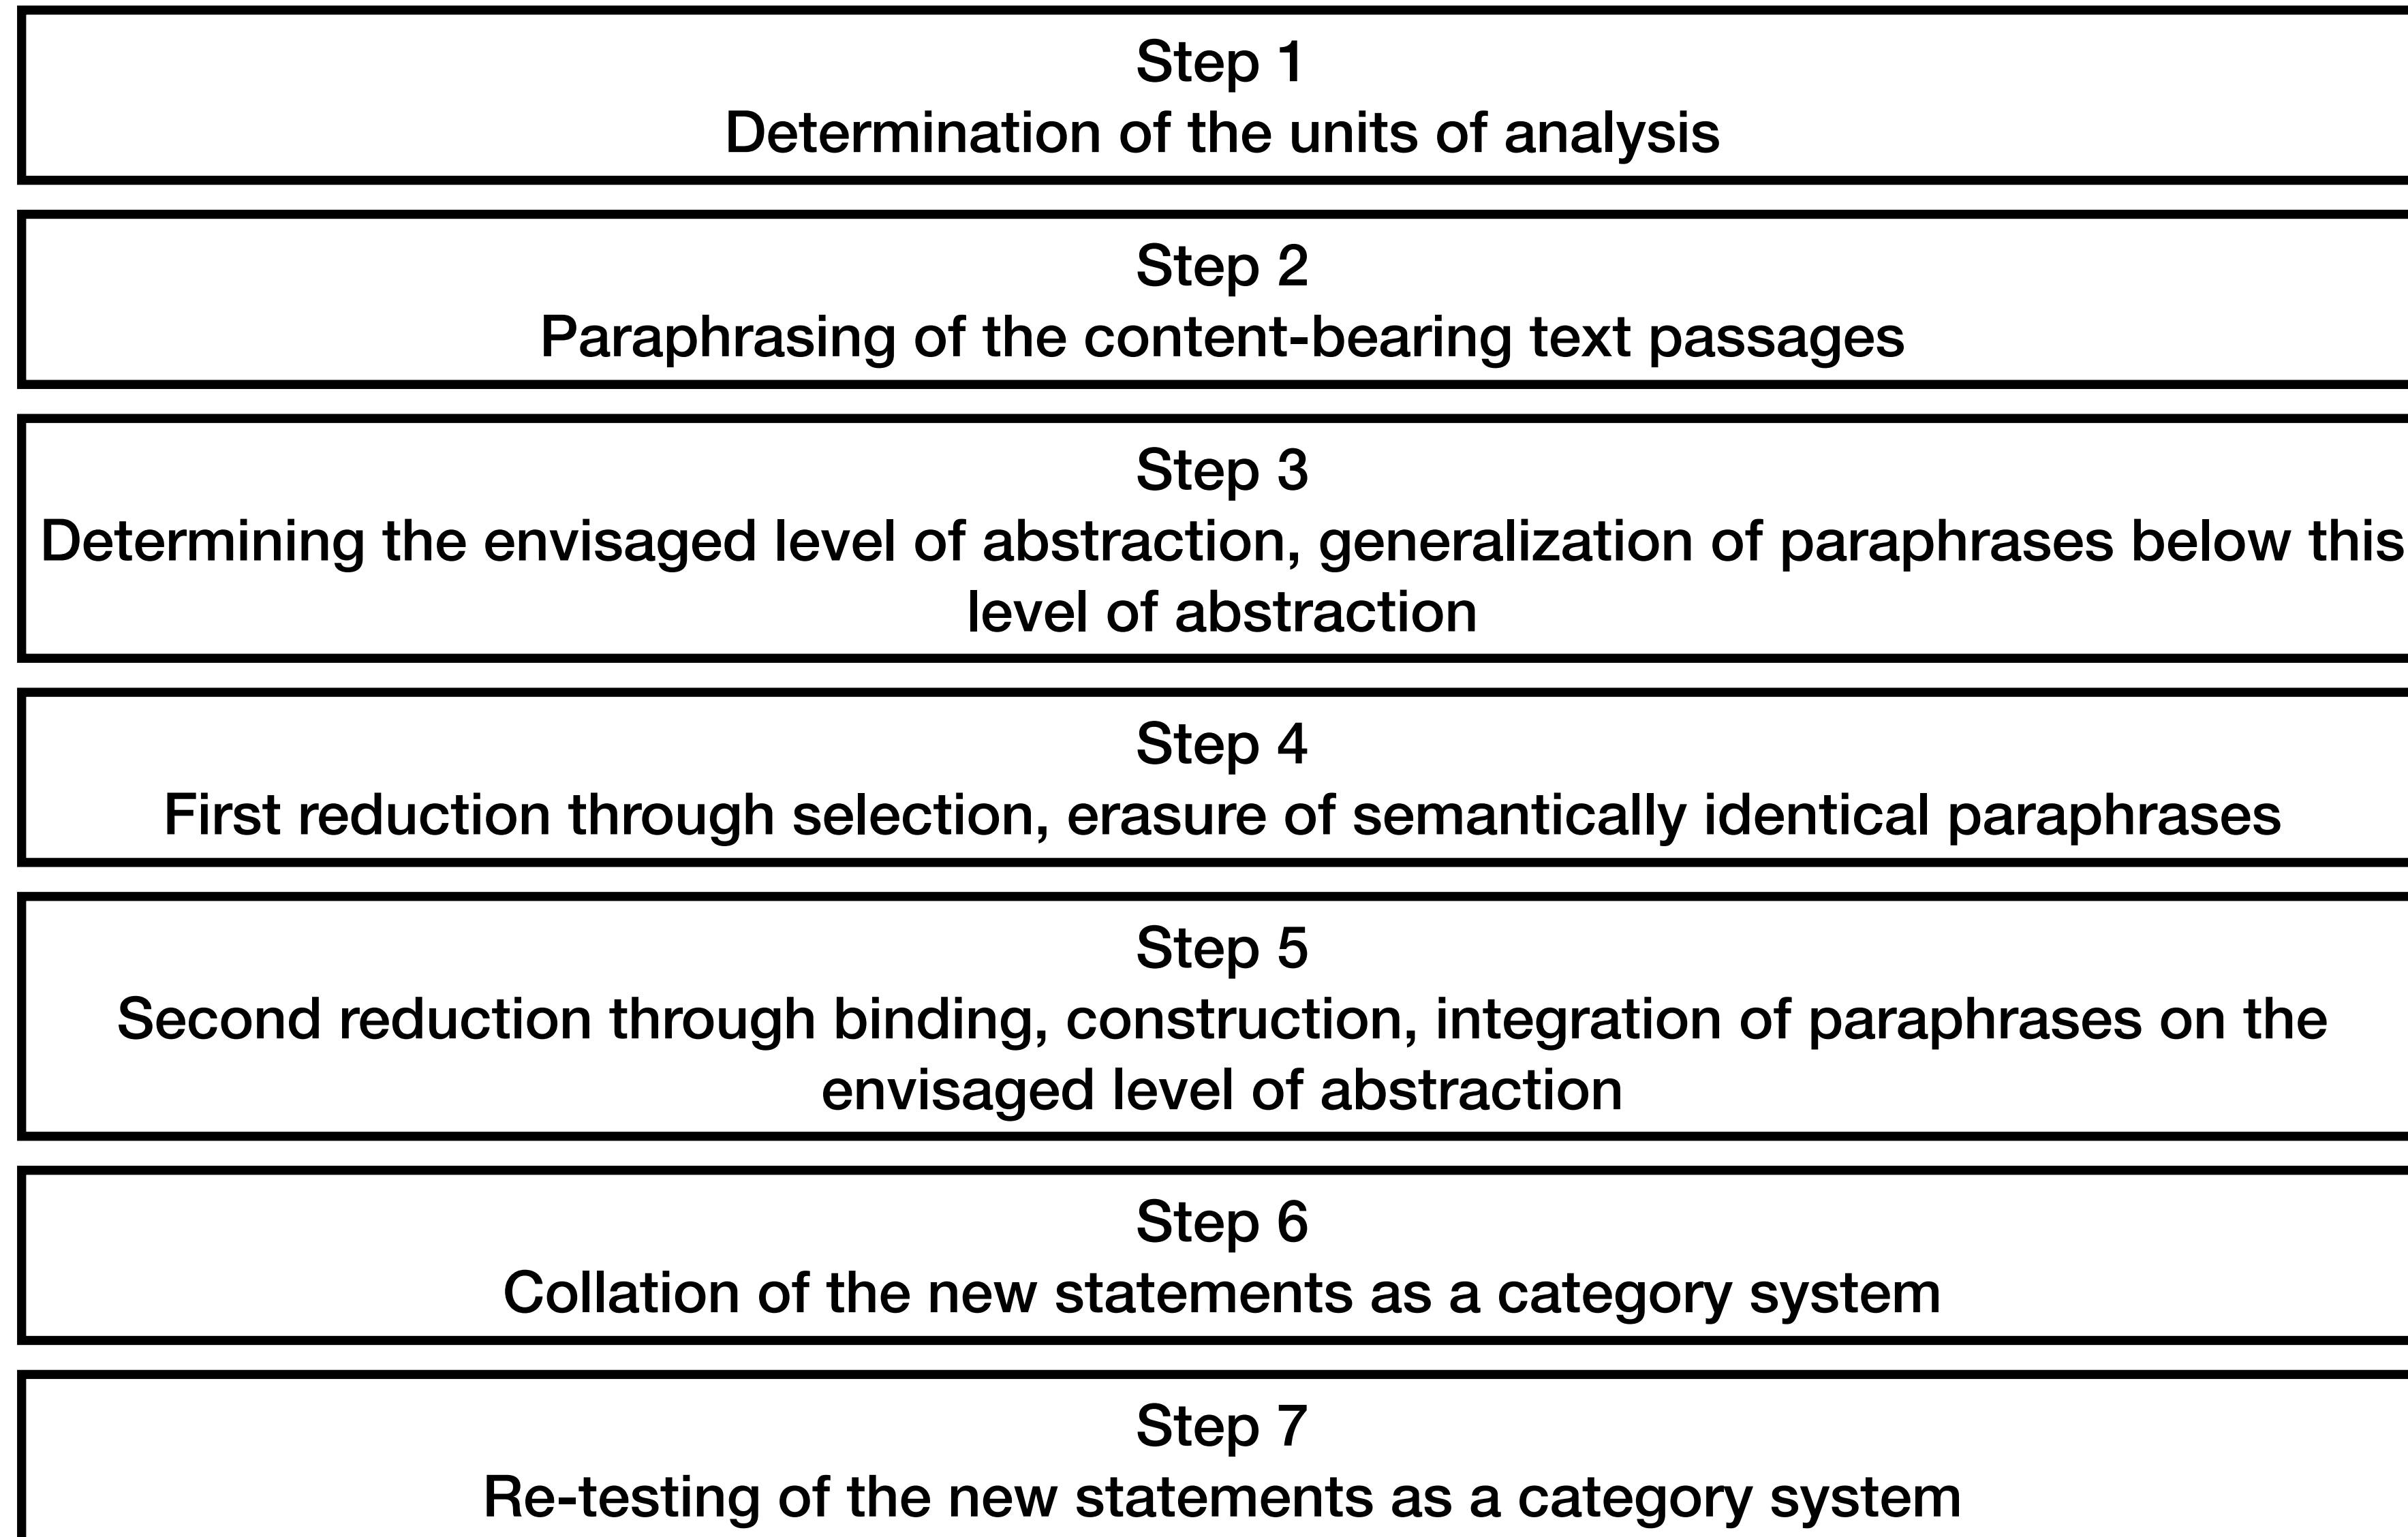 Step 1
Determination of the units of analysis
Step 2
Paraphrasing of the content-bearing text passages
Step 3
Determining the envisaged level of abstraction, generalization of paraphrases below this
level of abstraction
Step 4
First reduction through selection, erasure of semantically identical paraphrases
Step 5
Second reduction through binding, construction, integration of paraphrases on the
envisaged level of abstraction
Step 6
Collation of the new statements as a category system
Step 7
Re-testing of the new statements as a category system